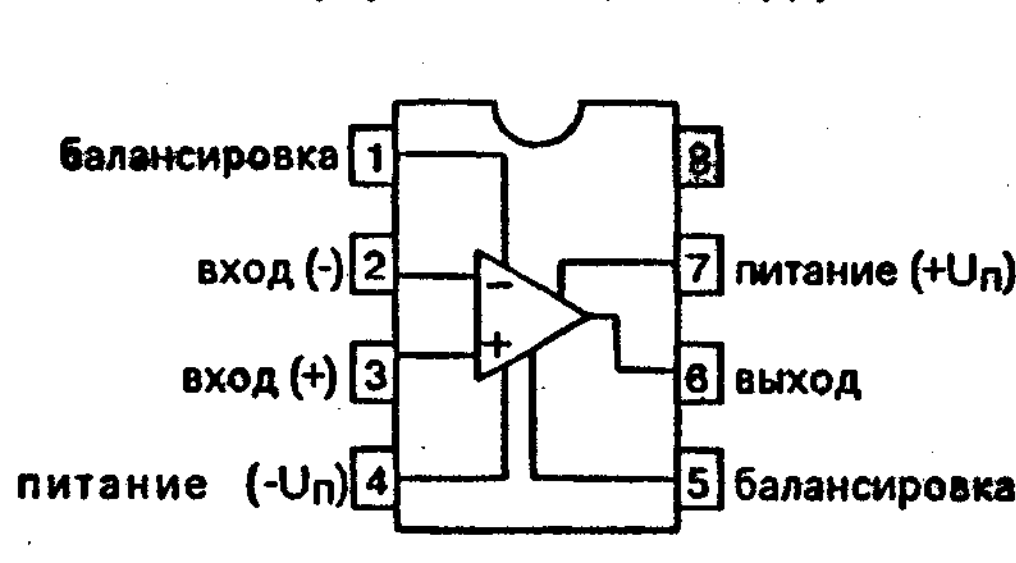 балансировка 1 8
вход (-) 2 7 питание (+Uп)
−
+
вход (+) 3 6 выход
питание (-Uп) 4 5 балансировка